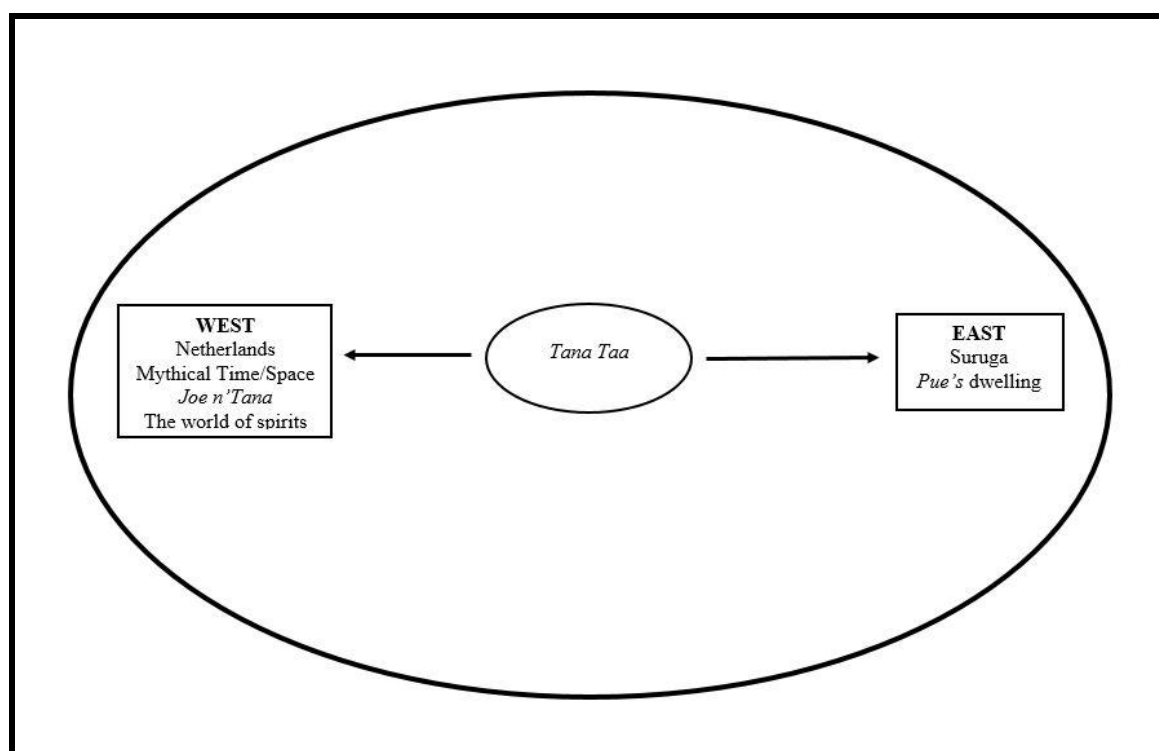 WEST
Netherlands
Mythical Time/Space
Joe n’Tana
The world of spirits
Tana Taa
EAST
Suruga
Pue’s dwelling